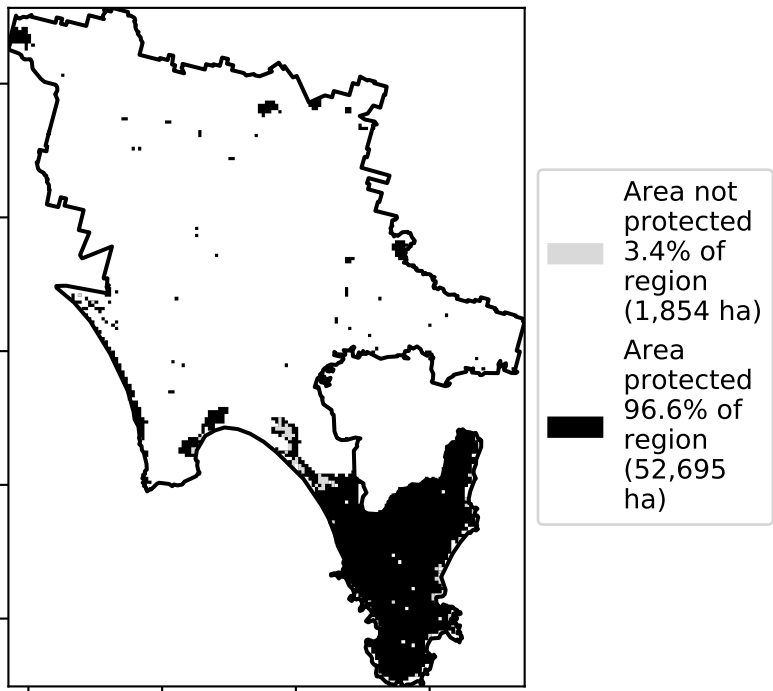 Area not
protected
3.4% of
region
(1,854 ha)
Area
protected
96.6% of
region
(52,695
ha)